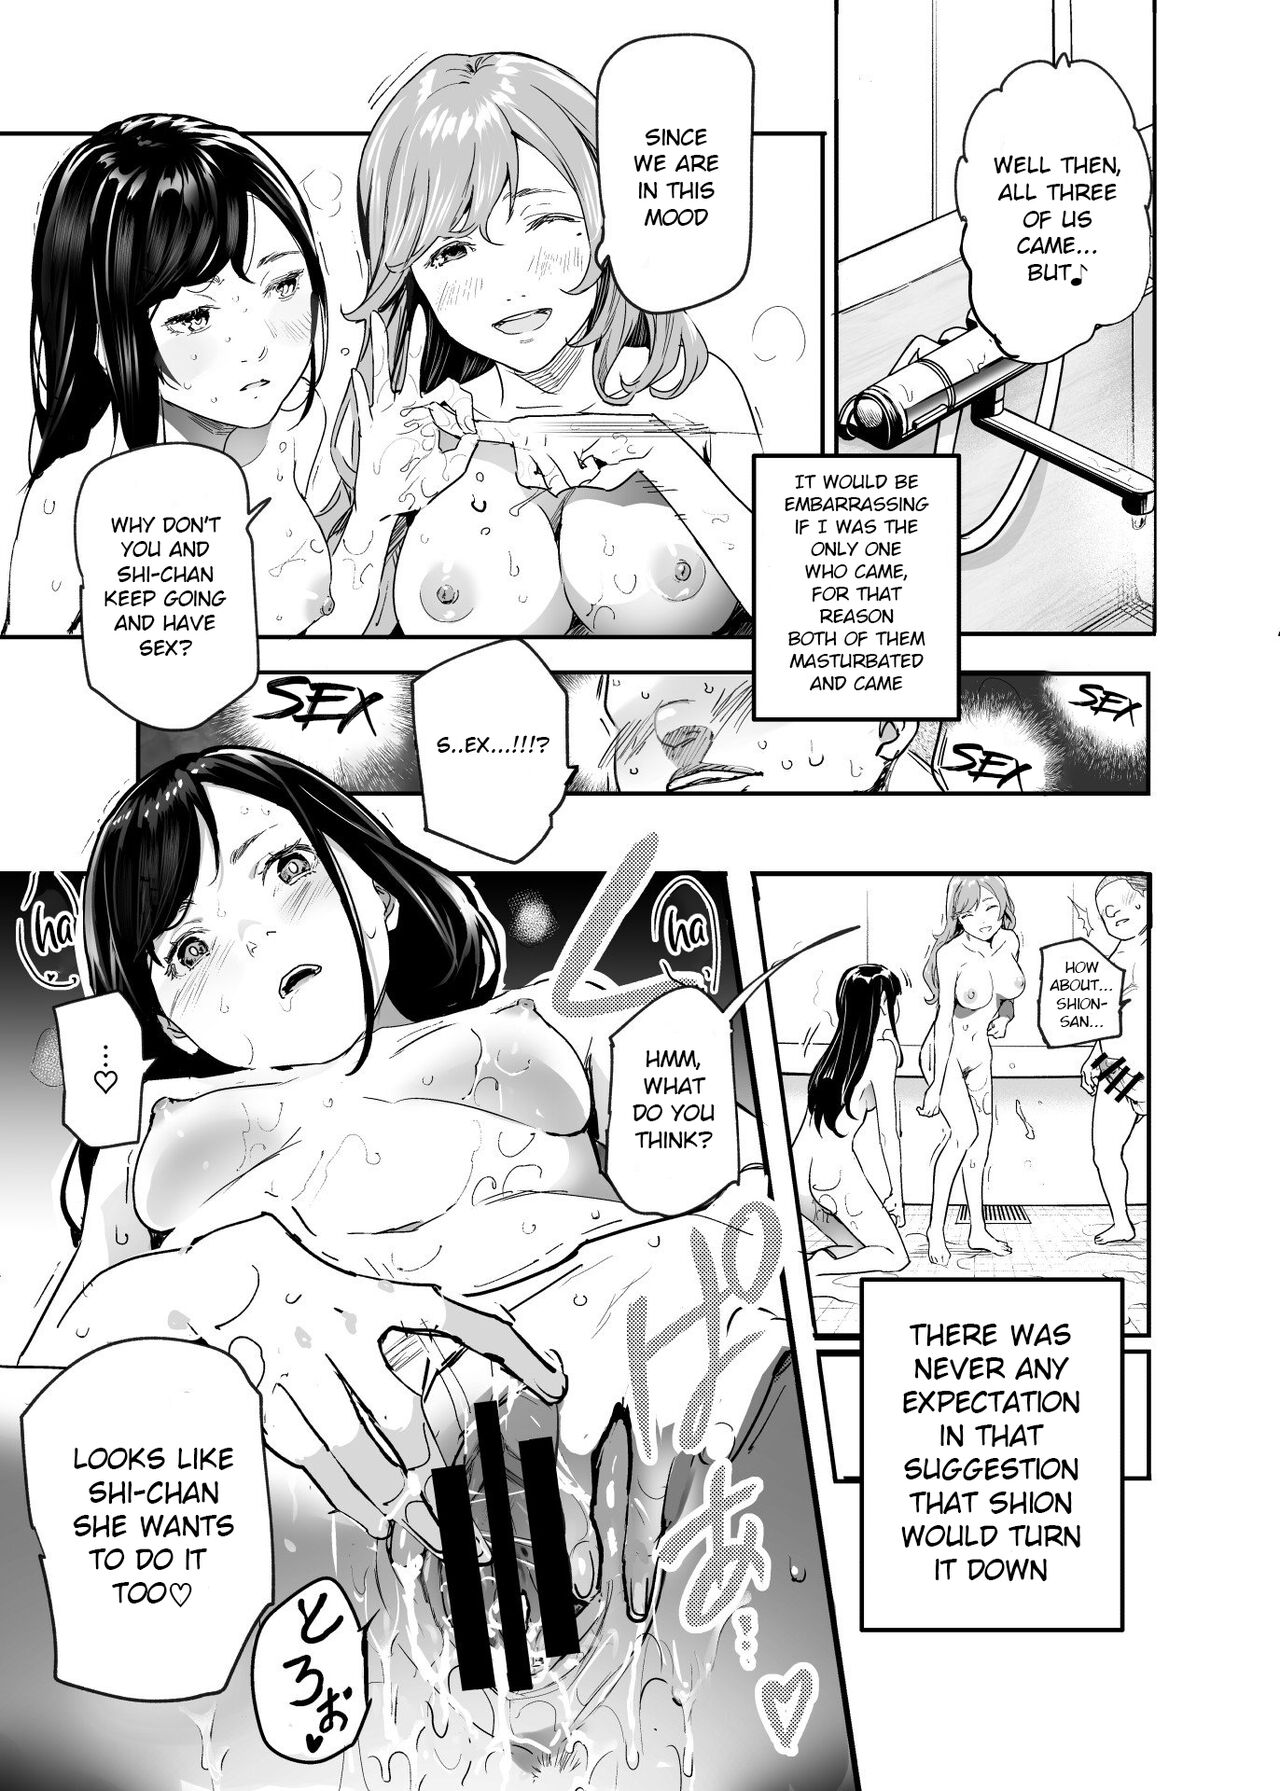 WELL THEN,
ALL THREE
OF US
CAME...
BUT♪
SINCE
WE ARE
IN THIS
MOOD
IT WOULD BE
EMBARRASSING
IF I WAS THE
ONLY ONE
WHO CAME,
FOR THAT
REASON
BOTH OF THEM
MASTURBATED
AND CAME
WHY DON'T
YOU AND
SHI-CHAN
KEEP GOING
AND HAVE
SEX?
SEX
SEX
S..EX...!!!?
SEX
HOW
ABOUT...
SHION-
SAN...
HMM,
WHAT
DO YOU
THINK?
THERE WAS
NEVER ANY
EXPECTATION
IN THAT
SUGGESTION
THAT SHION
WOULD TURN
IT DOWN
ha
ha
...♡
LOOKS LIKE
SHI-CHAN
SHE WANTS
TO DO IT
TOO♡
とろぉ♥